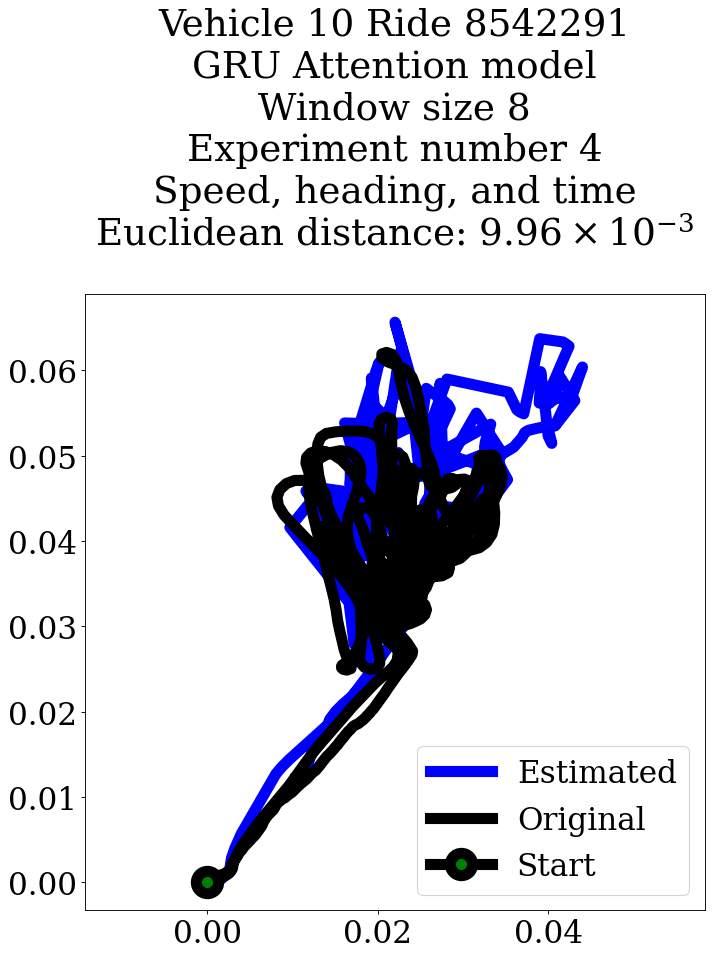 Vehicle 10 Ride 8542291
GRU Attention model
Window size 8
Experiment number 4
Speed, heading, and time
Euclidean distance: 9.96 × 10⁻³
0.06
0.05
0.04
0.03
0.02
0.01
0.00
Estimated
Original
Start
0.00 0.02 0.04